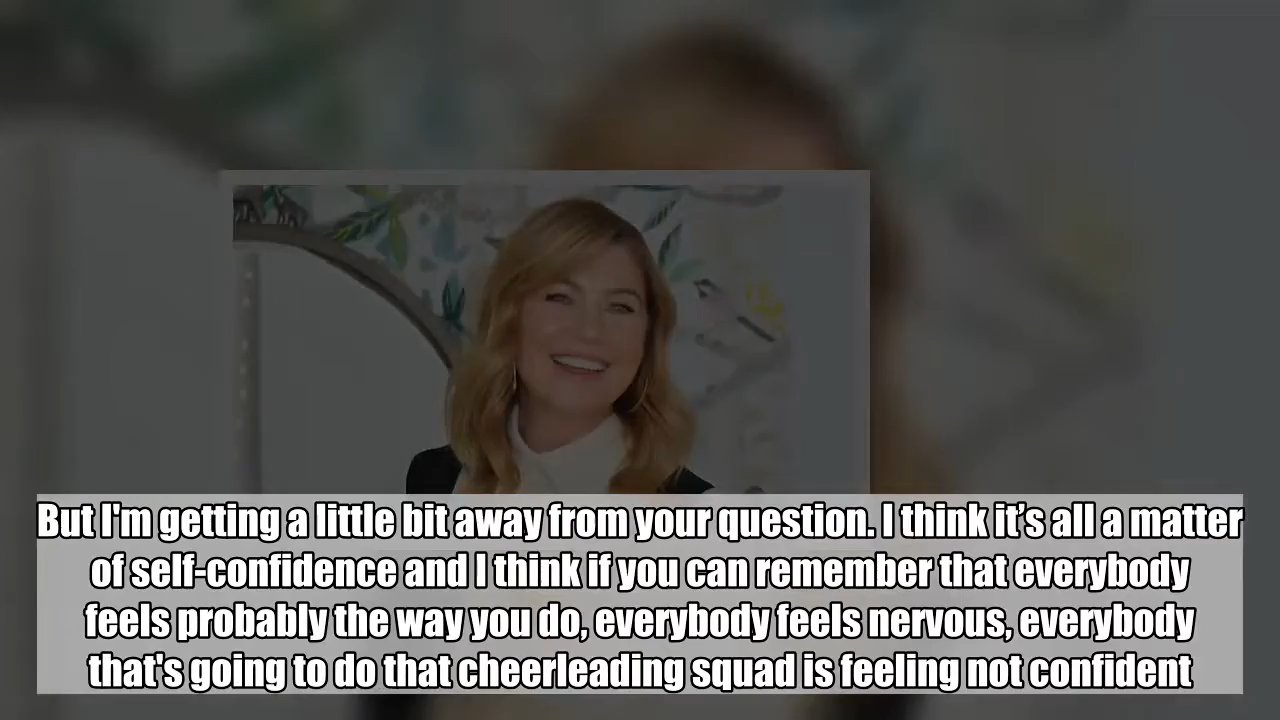 But I'm getting a little bit away from your question. I think it’s all a matter
of self-confidence and I think if you can remember that everybody
feels probably the way you do, everybody feels nervous, everybody
that's going to do that cheerleading squad is feeling not confident